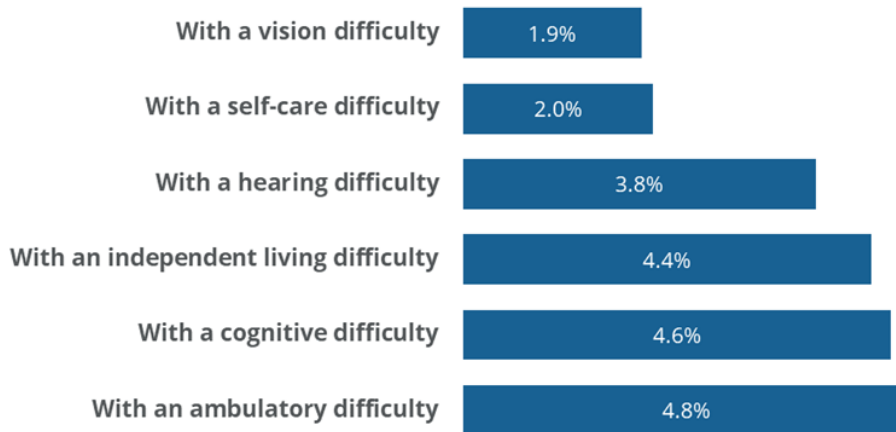 With a vision difficulty 1.9%
With a self-care difficulty 2.0%
With a hearing difficulty 3.8%
With an independent living difficulty 4.4%
With a cognitive difficulty 4.6%
With an ambulatory difficulty 4.8%